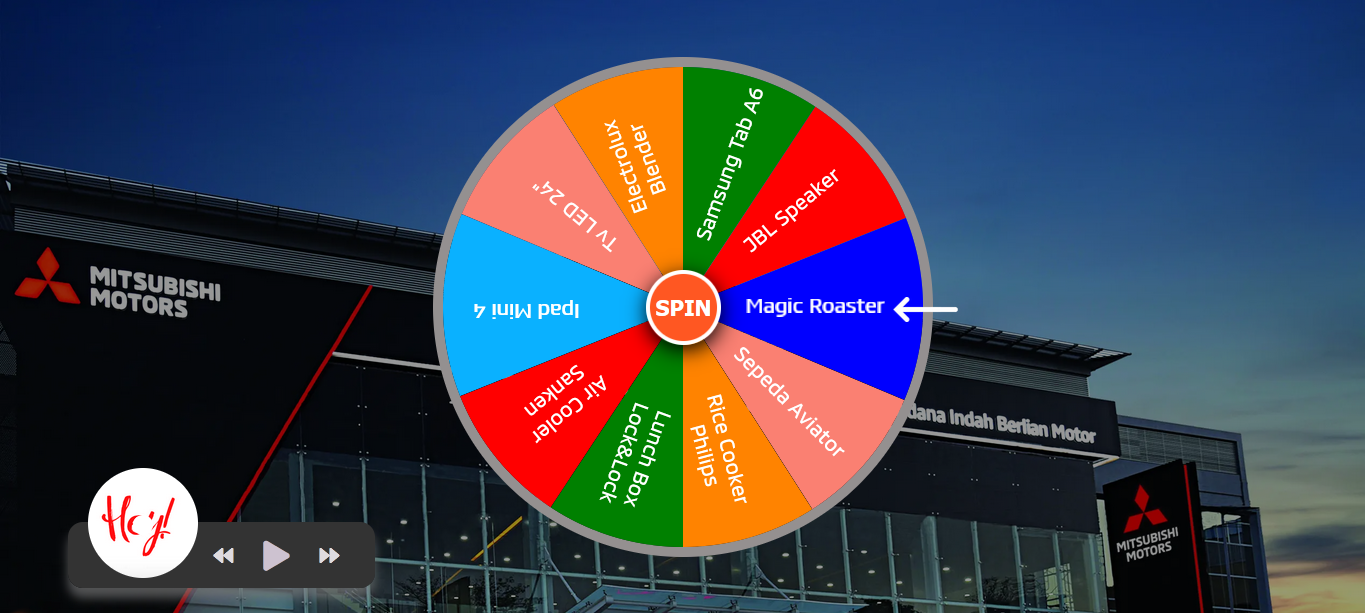 Samsung Tab A6
JBL Speaker
Magic Roaster
Sepeda Aviator
Rice Cooker
Philips
Lunch Box
Lock&Lock
Air Cooler
Sanken
Ipad Mini 4
Tv LED 24"
Electrolux
Blender
SPIN
MITSUBISHI
MOTORS
dana Indah Berlian Motor
MITSUBISHI
MOTORS
Hey!